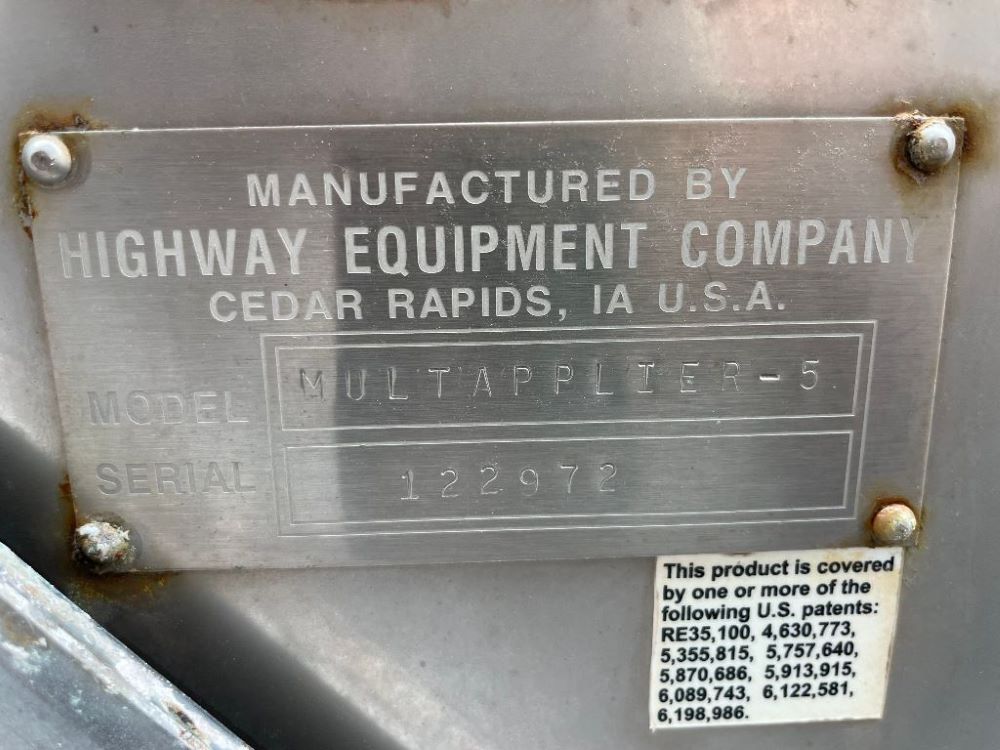 MANUFACTURED BY
HIGHWAY EQUIPMENT COMPANY
CEDAR RAPIDS, IA U.S.A.
MODEL MULTAPPLIER-5
SERIAL 122972
This product is covered
by one or more of the
following U.S. patents:
RE35,100, 4,630,773,
5,355,815, 5,757,640,
5,870,686, 5,913,915,
6,089,743, 6,122,581,
6,198,986.